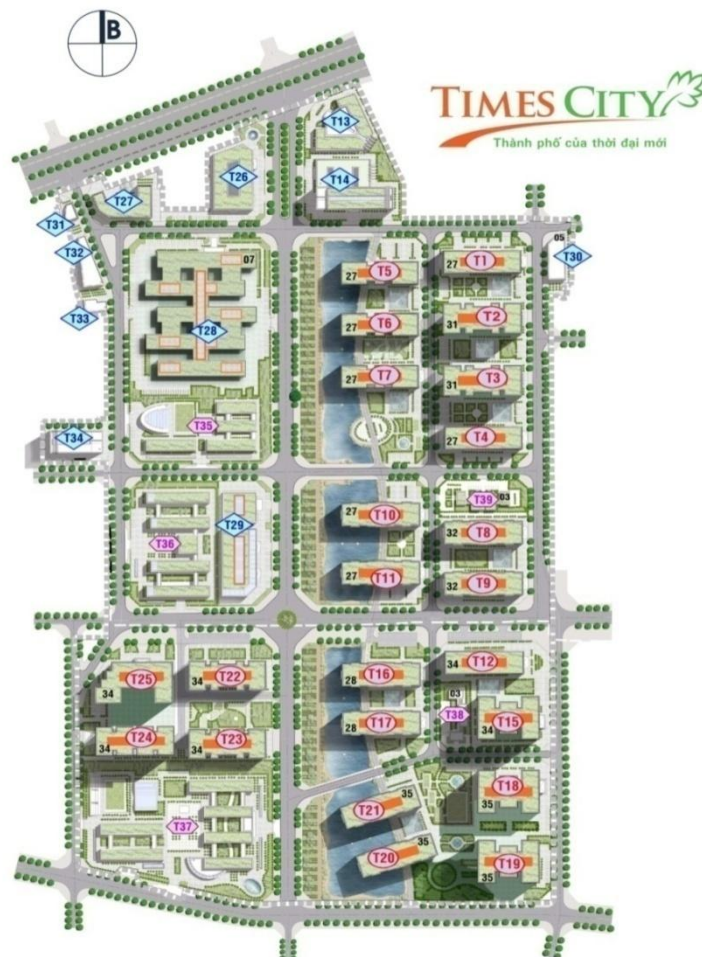 B
TIMES CITY
Thành phố của thời đại mới
T13
T26
T14
T27
T31
T32
T33
T30
05
07
T28
27 T5
27 T1
27 T6
31 T2
27 T7
31 T3
27 T4
T35
T34
T39 03
27 T10
T29
T36
32 T8
27 T11
32 T9
34 T12
34 T25
34 T22
28 T16
03
T38
28 T17
T15
34
34 T24
34 T23
T18
35
35
T21
T37
35
T20
T19
35